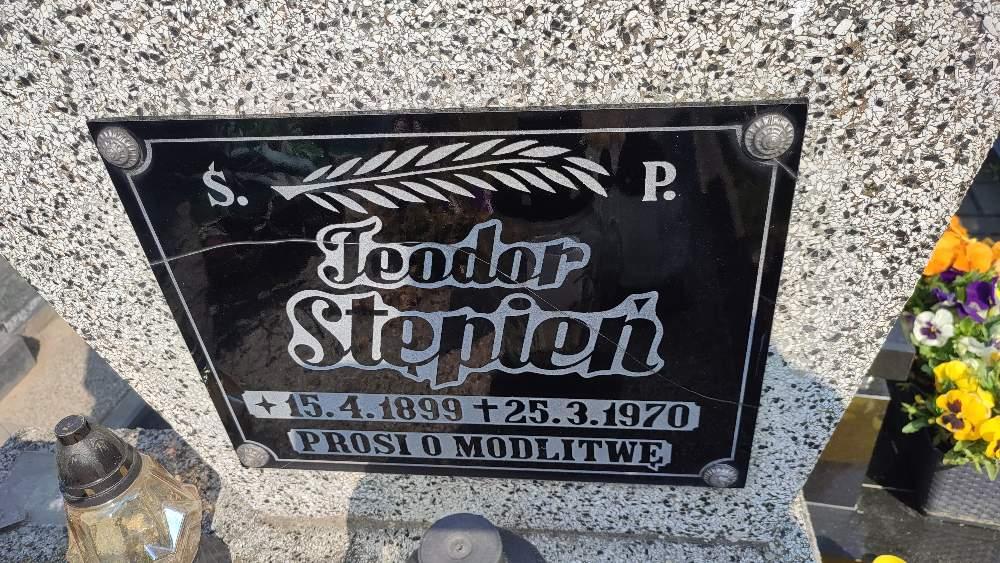 Ś. P.
Teodor
Stępień
15.4.1899 + 25.3.1970
PROSI O MODLITWĘ